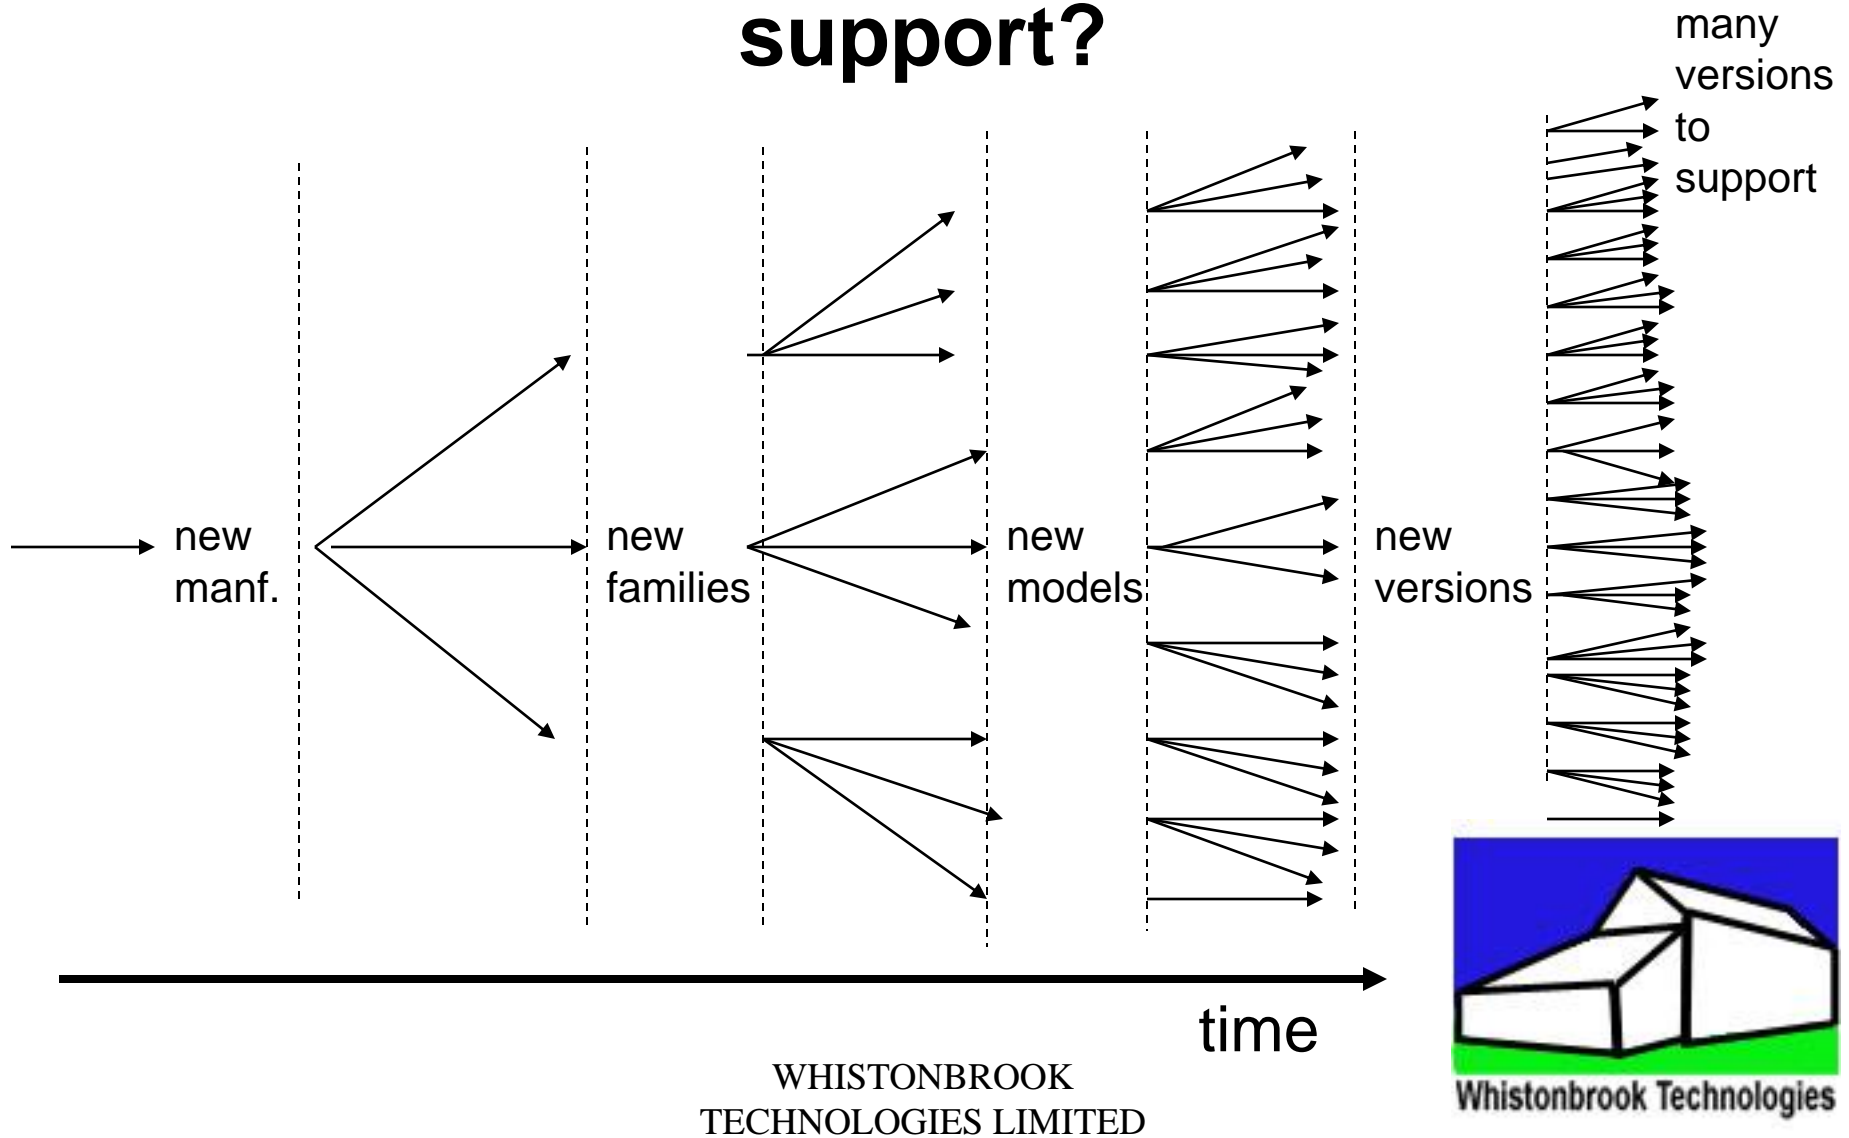 support?
many
versions
to
support
new
manf.
new
families
new
models
new
versions
time
WHISTONBROOK
TECHNOLOGIES LIMITED
Whistonbrook Technologies